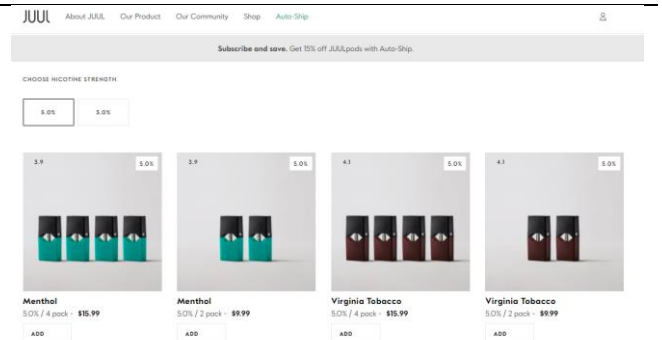 JUUL About JUUL Our Product Our Community Shop Auto-Ship
Subscribe and save. Get 15% off JUULpods with Auto-Ship.
CHOOSE NICOTINE STRENGTH
5.0% 3.0%
3.9 5.0% 3.9 5.0% 4.1 5.0% 4.1 5.0%
Menthol Menthol Virginia Tobacco Virginia Tobacco
5.0% / 4 pack - $15.99 5.0% / 2 pack - $9.99 5.0% / 4 pack - $15.99 5.0% / 2 pack - $9.99
ADD ADD ADD ADD